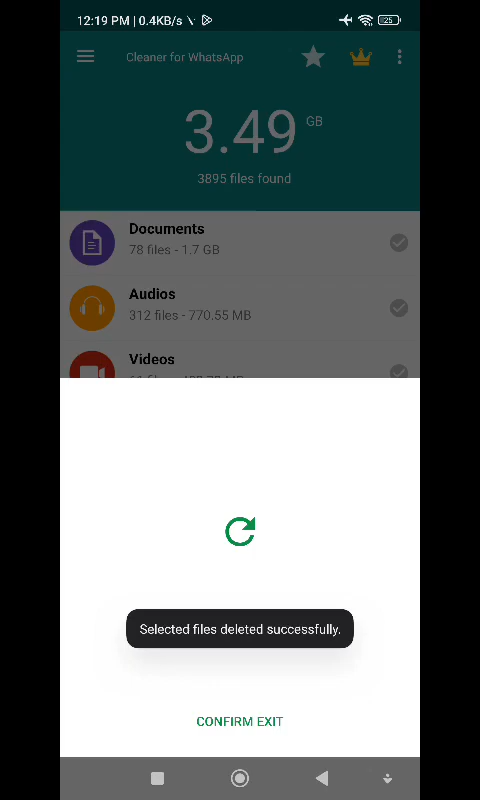 12:19 PM | 0.4KB/s
25
Cleaner for WhatsApp
3.49 GB
3895 files found
Documents
78 files - 1.7 GB
Audios
312 files - 770.55 MB
Videos
Selected files deleted successfully.
CONFIRM EXIT